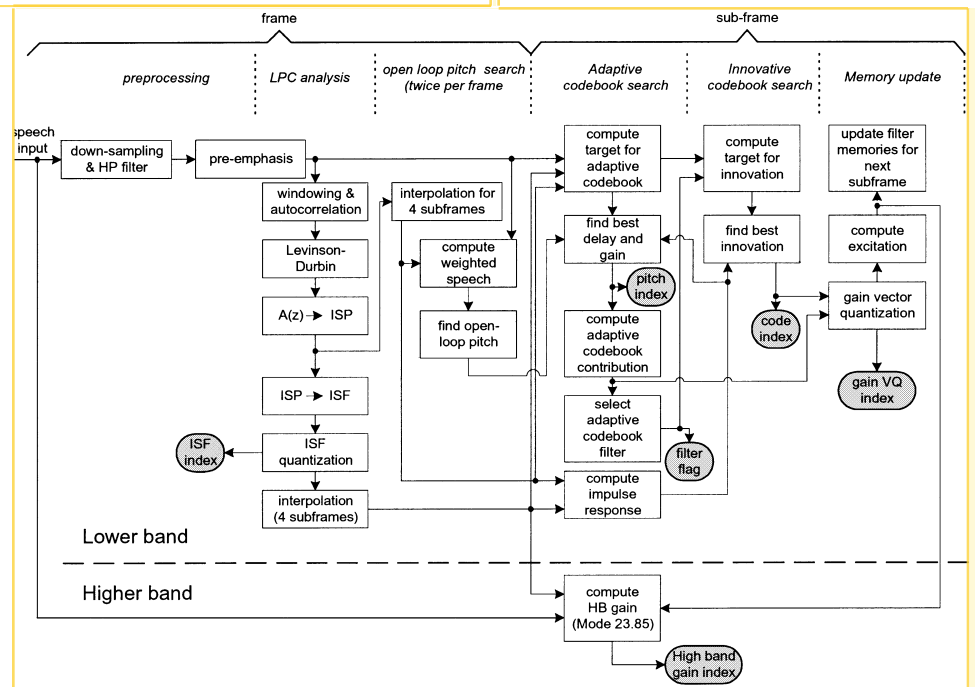 frame
sub-frame
preprocessing
LPC analysis
open loop pitch search
(twice per frame
Adaptive
codebook search
Innovative
codebook search
Memory update
speech
input
down-sampling
& HP filter
pre-emphasis
windowing &
autocorrelation
Levinson-
Durbin
A(z) → ISP
ISP → ISF
ISF
quantization
ISF
index
interpolation
(4 subframes)
interpolation for
4 subframes
compute
weighted
speech
find open-
loop pitch
compute
target for
adaptive
codebook
find best
delay and
gain
pitch
index
compute
adaptive
codebook
contribution
select
adaptive
codebook
filter
filter
flag
compute
impulse
response
compute
target for
innovation
find best
innovation
code
index
update filter
memories for
next
subframe
compute
excitation
gain vector
quantization
gain VQ
index
Lower band
Higher band
compute
HB gain
(Mode 23.85)
High band
gain index